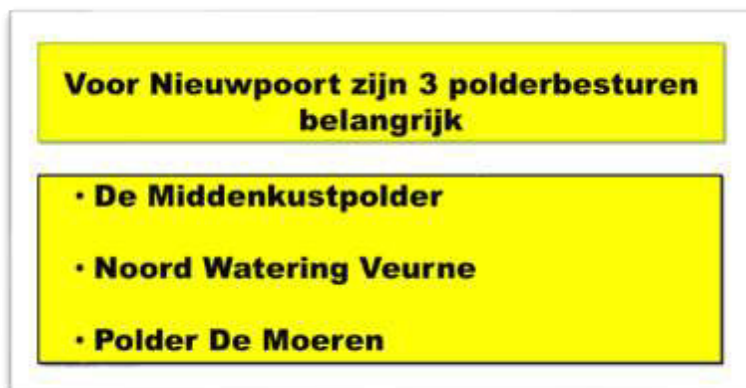 Voor Nieuwpoort zijn 3 polderbesturen
belangrijk
• De Middenkustpolder
• Noord Watering Veurne
• Polder De Moeren